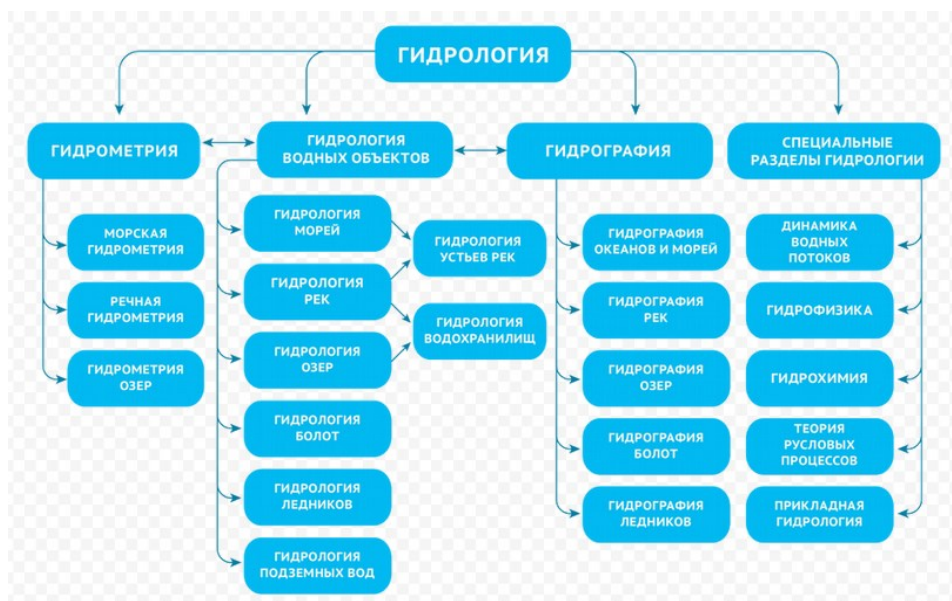 ГИДРОЛОГИЯ
ГИДРОМЕТРИЯ
ГИДРОЛОГИЯ
ВОДНЫХ ОБЪЕКТОВ
ГИДРОГРАФИЯ
СПЕЦИАЛЬНЫЕ
РАЗДЕЛЫ ГИДРОЛОГИИ
МОРСКАЯ
ГИДРОМЕТРИЯ
РЕЧНАЯ
ГИДРОМЕТРИЯ
ГИДРОМЕТРИЯ
ОЗЕР
ГИДРОЛОГИЯ
МОРЕЙ
ГИДРОЛОГИЯ
РЕК
ГИДРОЛОГИЯ
ОЗЕР
ГИДРОЛОГИЯ
БОЛОТ
ГИДРОЛОГИЯ
ЛЕДНИКОВ
ГИДРОЛОГИЯ
ПОДЗЕМНЫХ ВОД
ГИДРОЛОГИЯ
УСТЬЕВ РЕК
ГИДРОЛОГИЯ
ВОДОХРАНИЛИЩ
ГИДРОГРАФИЯ
ОКЕАНОВ И МОРЕЙ
ГИДРОГРАФИЯ
РЕК
ГИДРОГРАФИЯ
ОЗЕР
ГИДРОГРАФИЯ
БОЛОТ
ГИДРОГРАФИЯ
ЛЕДНИКОВ
ДИНАМИКА
ВОДНЫХ
ПОТОКОВ
ГИДРОФИЗИКА
ГИДРОХИМИЯ
ТЕОРИЯ
РУСЛОВЫХ
ПРОЦЕССОВ
ПРИКЛАДНАЯ
ГИДРОЛОГИЯ